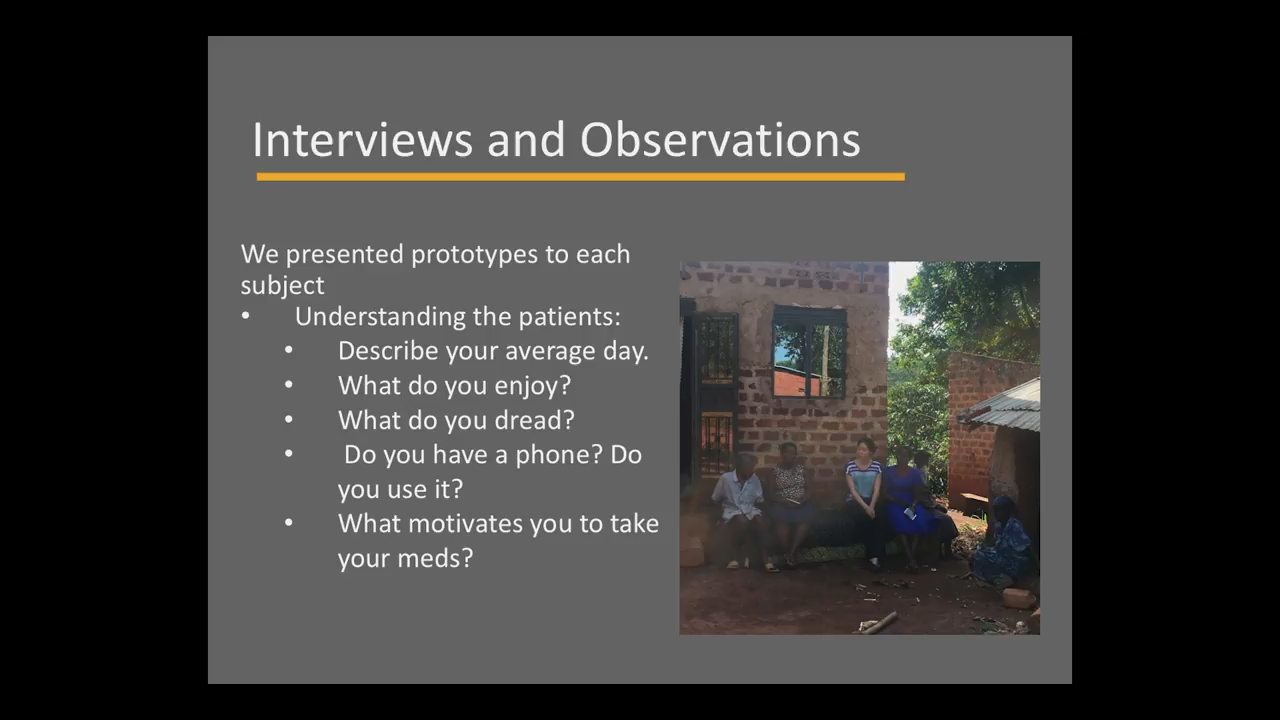 Interviews and Observations
We presented prototypes to each
subject
• Understanding the patients:
• Describe your average day.
• What do you enjoy?
• What do you dread?
• Do you have a phone? Do
you use it?
• What motivates you to take
your meds?